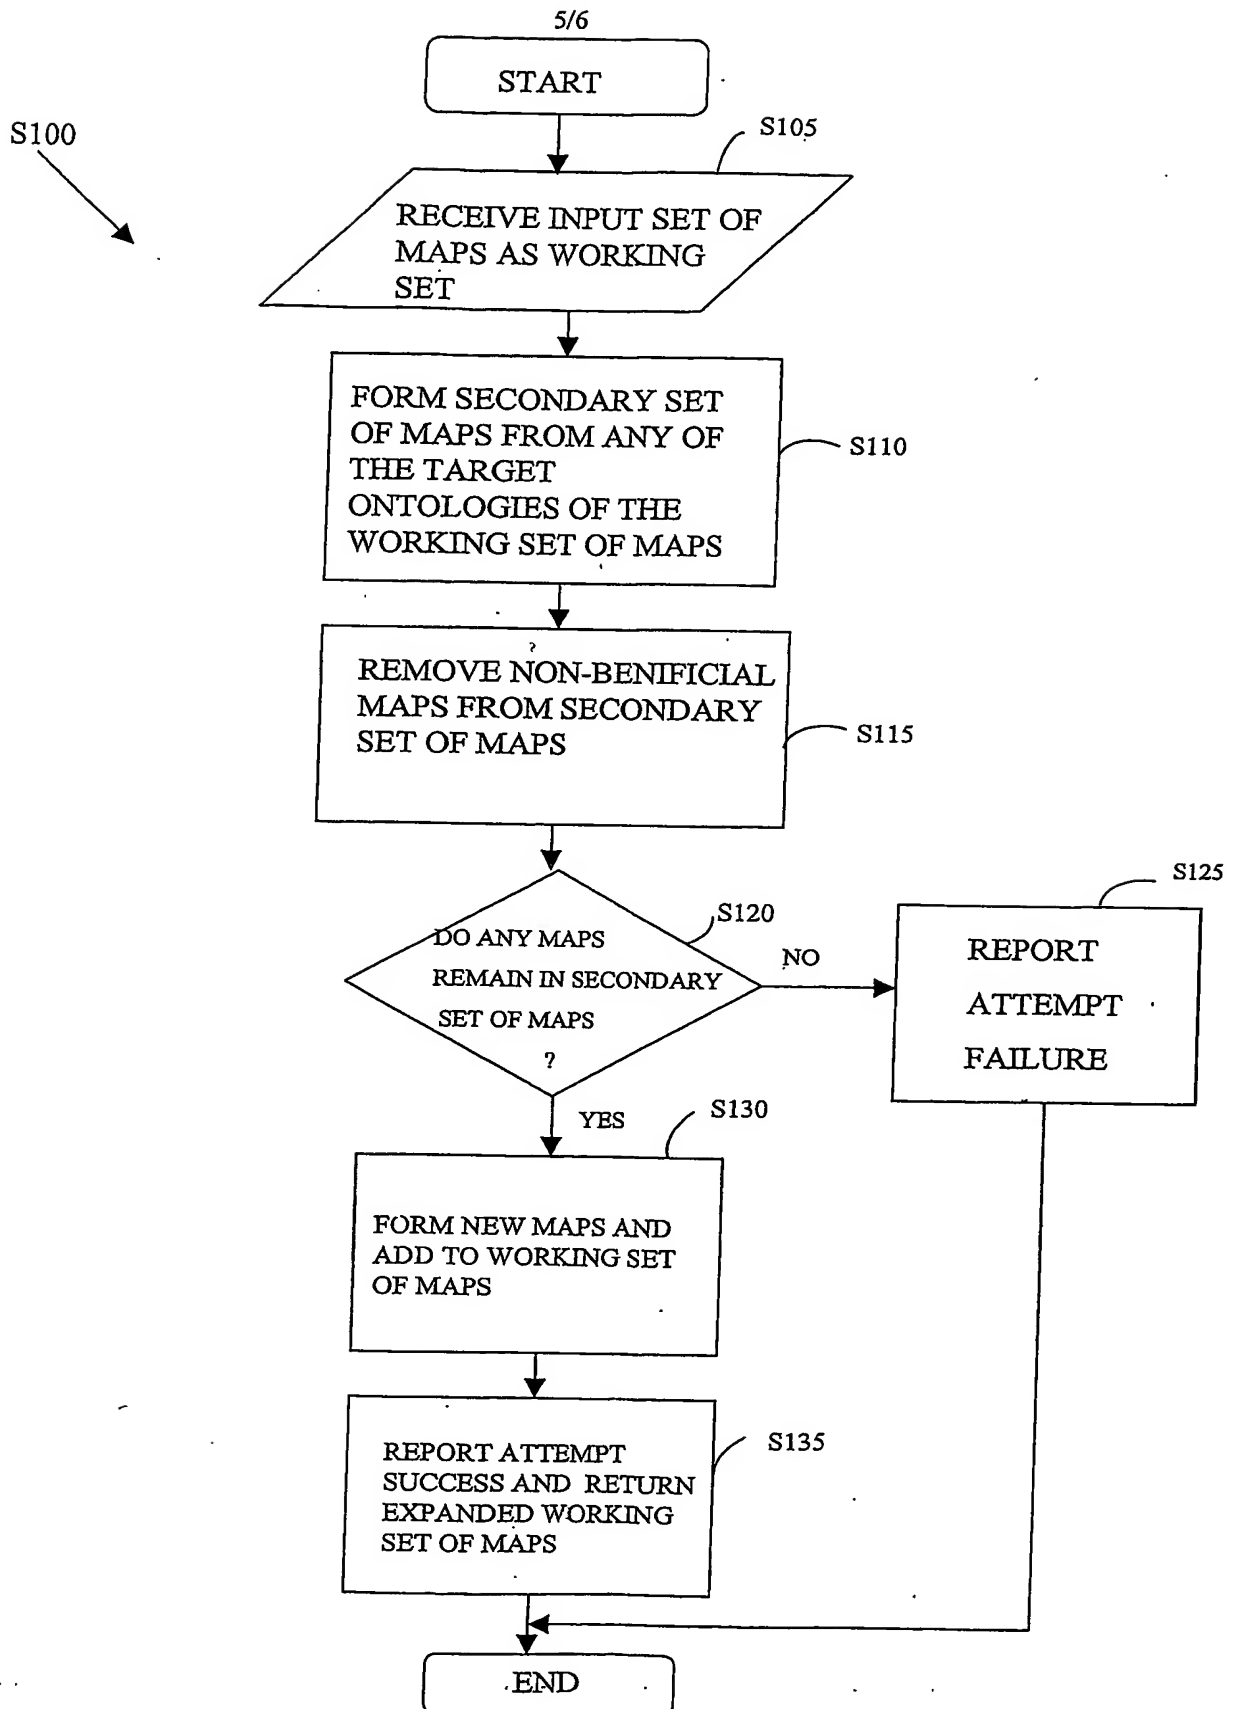 5/6
START
S100
S105
RECEIVE INPUT SET OF
MAPS AS WORKING
SET
FORM SECONDARY SET
OF MAPS FROM ANY OF
THE TARGET
ONTOLOGIES OF THE
WORKING SET OF MAPS
S110
REMOVE NON-BENIFICIAL
MAPS FROM SECONDARY
SET OF MAPS
S115
S120
DO ANY MAPS
REMAIN IN SECONDARY
SET OF MAPS
?
NO
S125
REPORT
ATTEMPT
FAILURE
YES
S130
FORM NEW MAPS AND
ADD TO WORKING SET
OF MAPS
S135
REPORT ATTEMPT
SUCCESS AND RETURN
EXPANDED WORKING
SET OF MAPS
END